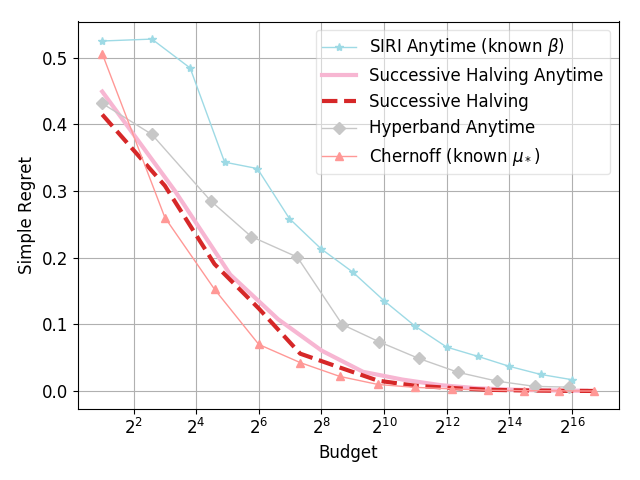 SIRI Anytime (known β)
Successive Halving Anytime
Successive Halving
Hyperband Anytime
Chernoff (known μ*)
Simple Regret
0.5
0.4
0.3
0.2
0.1
0.0
2^2 2^4 2^6 2^8 2^10 2^12 2^14 2^16
Budget